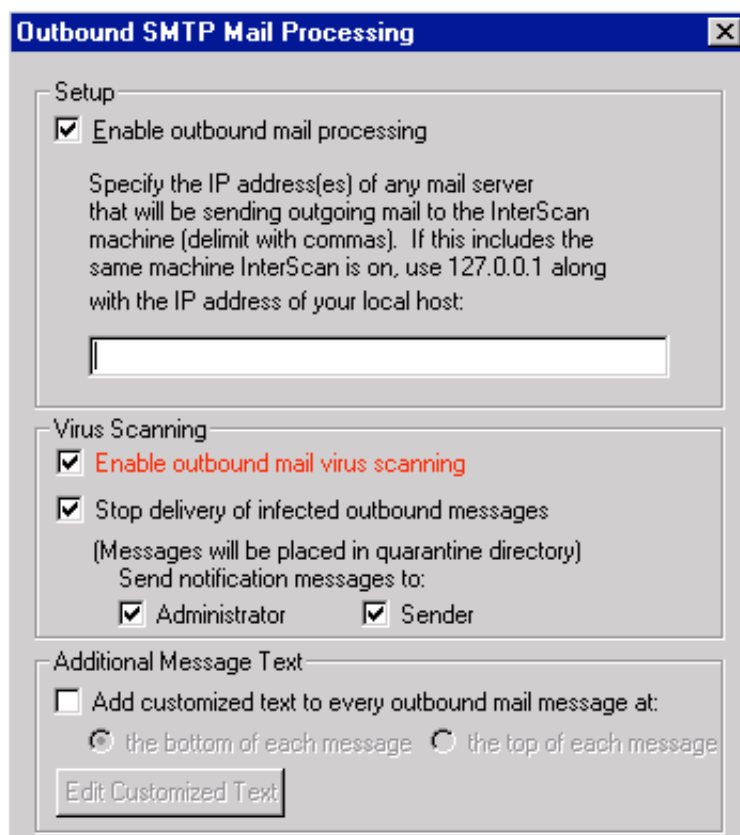 Outbound SMTP Mail Processing
Setup
Enable outbound mail processing
Specify the IP address(es) of any mail server
that will be sending outgoing mail to the InterScan
machine (delimit with commas).  If this includes the
same machine InterScan is on, use 127.0.0.1 along
with the IP address of your local host:
Virus Scanning
Enable outbound mail virus scanning
Stop delivery of infected outbound messages
(Messages will be placed in quarantine directory)
Send notification messages to:
Administrator Sender
Additional Message Text
Add customized text to every outbound mail message at:
the bottom of each message the top of each message
Edit Customized Text